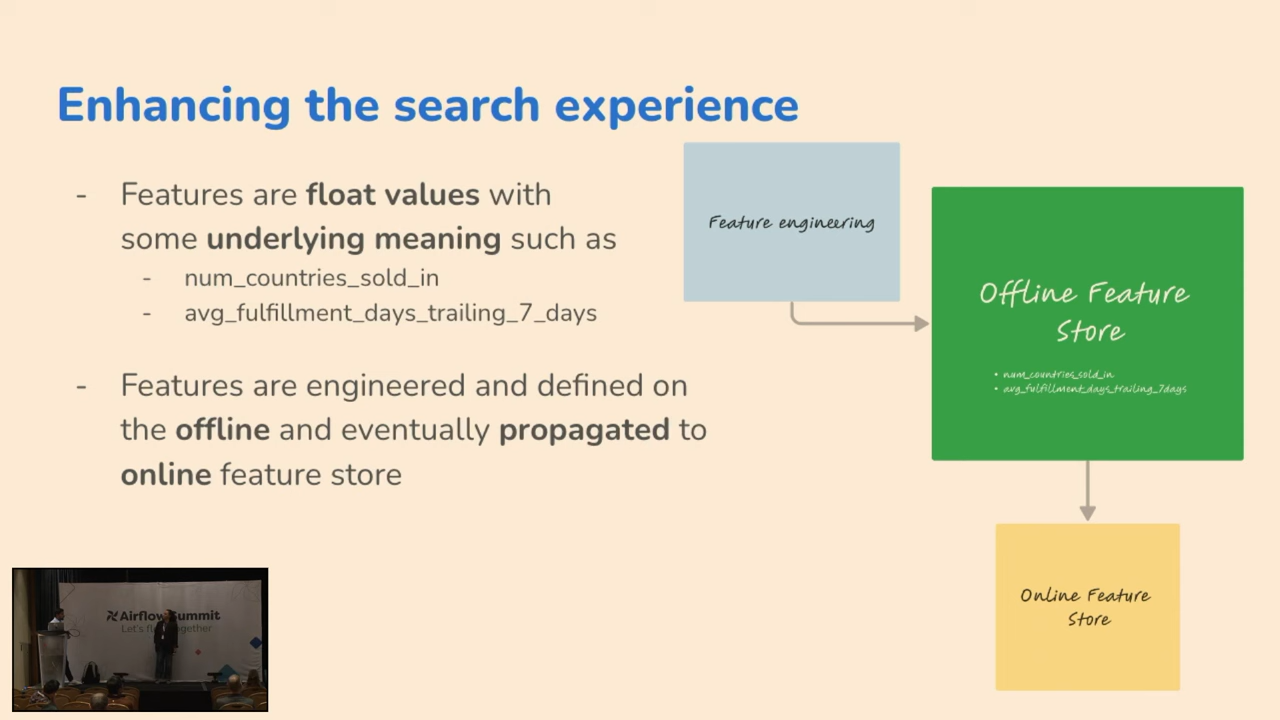 Enhancing the search experience
- Features are float values with
some underlying meaning such as
- num_countries_sold_in
- avg_fulfillment_days_trailing_7_days
- Features are engineered and defined on
the offline and eventually propagated to
online feature store
Feature engineering
Offline Feature
Store
• num_countries_sold_in
• avg_fulfillment_days_trailing_7days
Online Feature
Store
Airflow Summit
Let's fl together